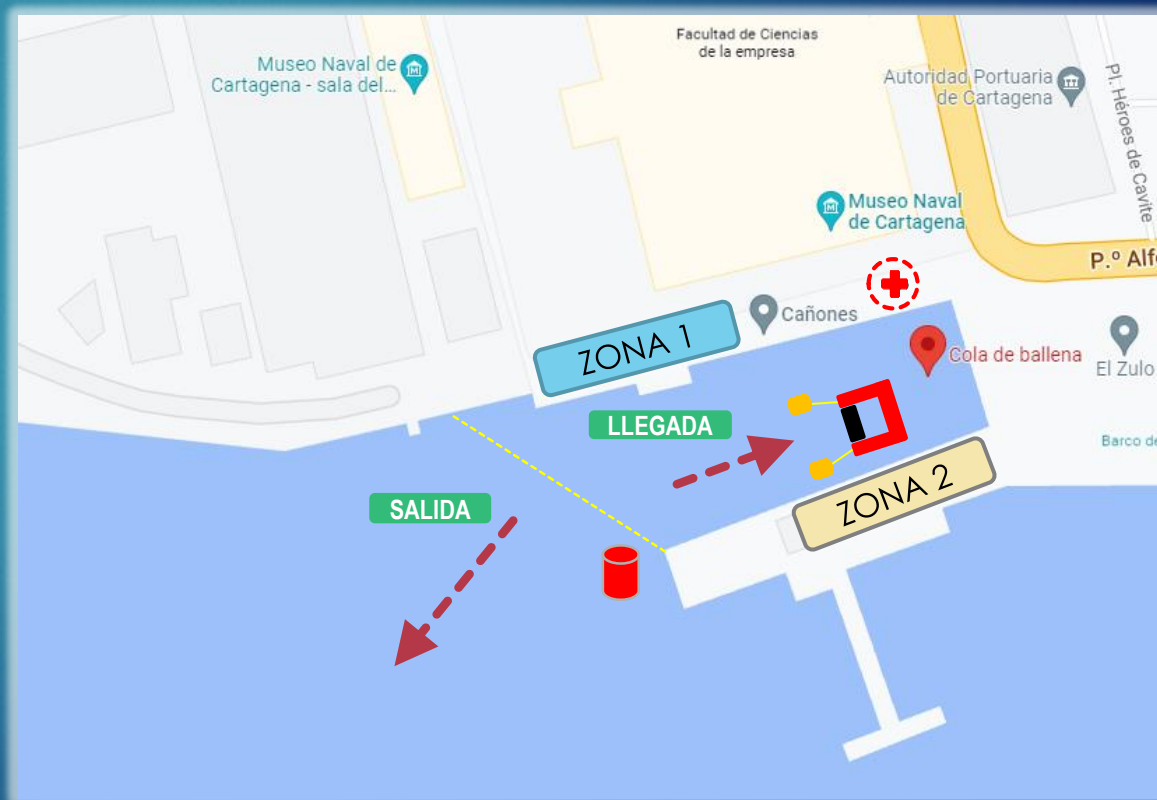 Facultad de Ciencias
de la empresa
Museo Naval de
Cartagena - sala del...
Autoridad Portuaria
de Cartagena
Pl. Héroes de Cavite
Museo Naval
de Cartagena
P.º Alf
Cañones
ZONA 1
Cola de ballena
El Zulo
LLEGADA
Barco de
ZONA 2
SALIDA